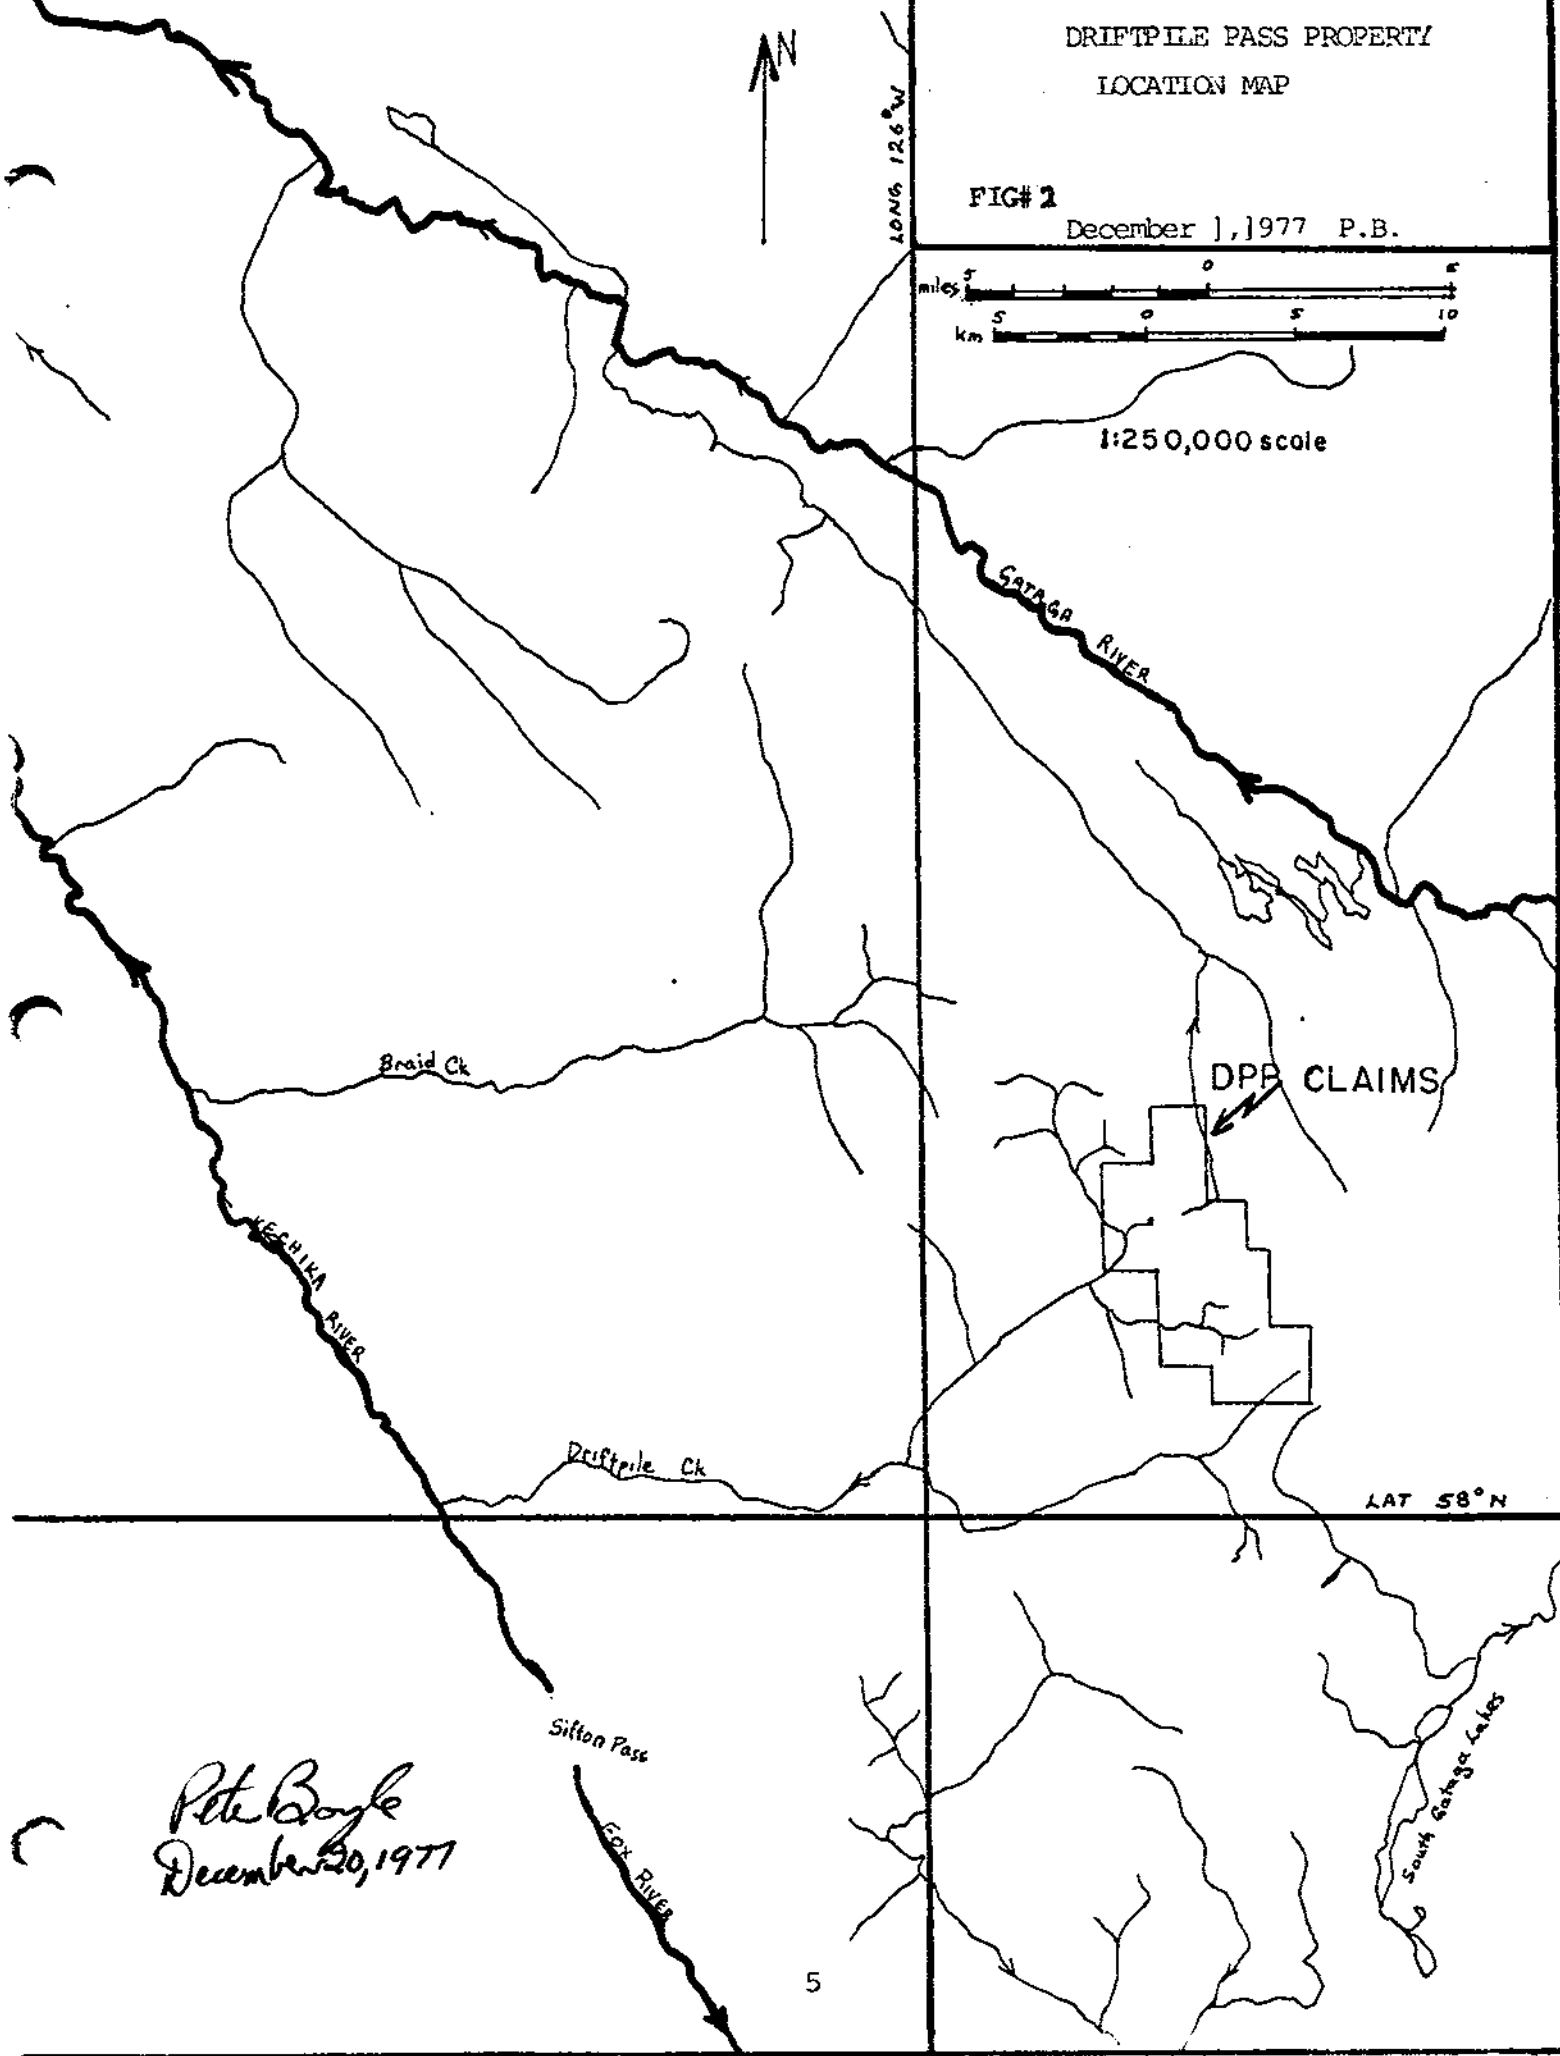 DRIFTPILE PASS PROPERTY
LOCATION MAP
FIG# 2
December 1,1977 P.B.
N
LONG 126°W
miles 5 0 5
km 5 0 5 10
1:250,000 scale
GATAGA
RIVER
Braid Ck
DPP CLAIMS
KECHIKA
RIVER
Driftpile Ck
LAT 58°N
Sifton Pass
South Gataga Lakes
Pete Boyle
December 20, 1977
FOX RIVER
5